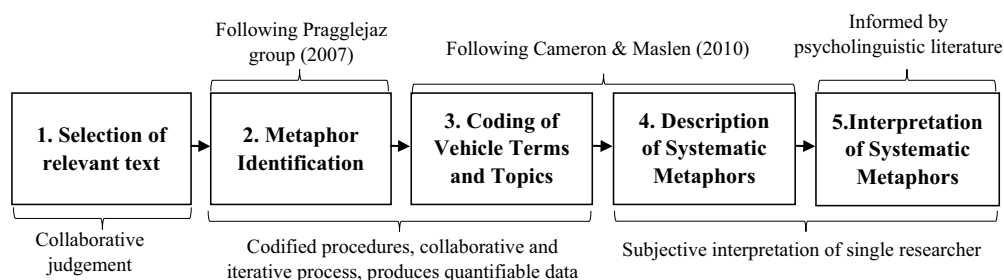 Following Pragglejaz
group (2007)
Following Cameron & Maslen (2010)
Informed by
psycholinguistic literature
1. Selection of
relevant text
2. Metaphor
Identification
3. Coding of
Vehicle Terms
and Topics
4. Description
of Systematic
Metaphors
5.Interpretation
of Systematic
Metaphors
Collaborative
judgement
Codified procedures, collaborative and
iterative process, produces quantifiable data
Subjective interpretation of single researcher